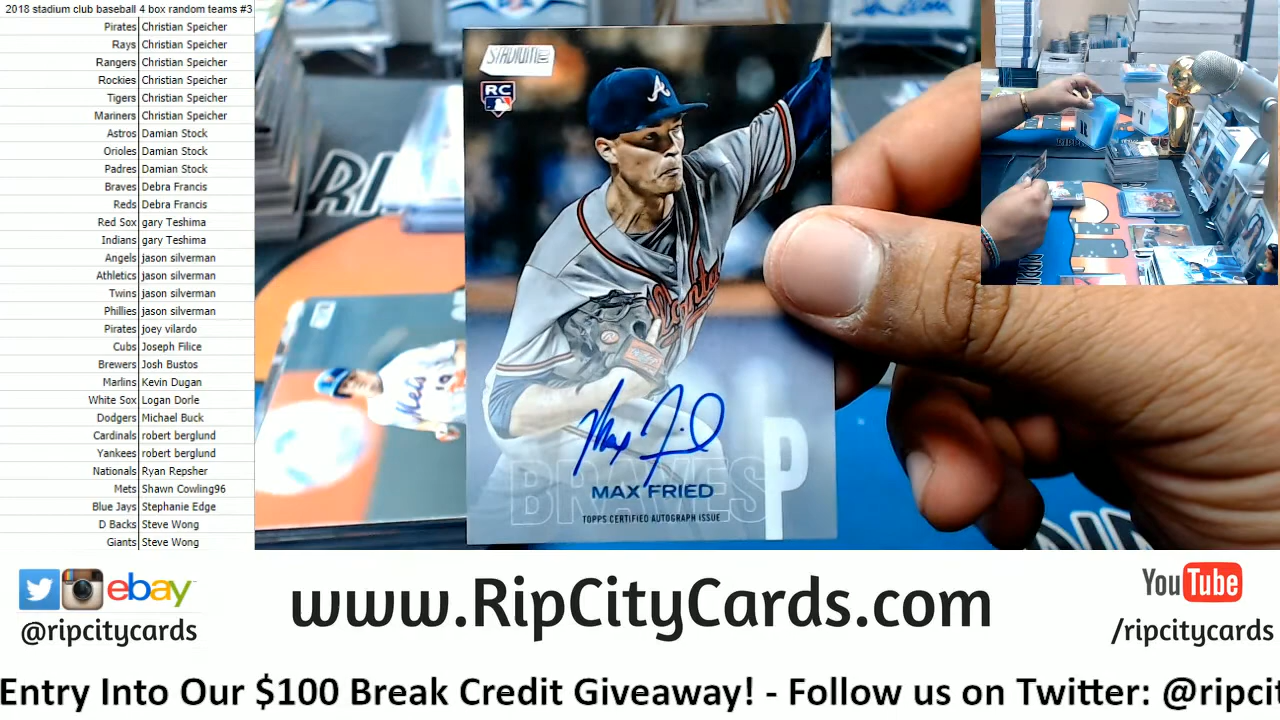 2018 stadium club baseball 4 box random teams #3
Pirates Christian Speicher
Rays Christian Speicher
Rangers Christian Speicher
Rockies Christian Speicher
Tigers Christian Speicher
Mariners Christian Speicher
Astros Damian Stock
Orioles Damian Stock
Padres Damian Stock
Braves Debra Francis
Reds Debra Francis
Red Sox gary Teshima
Indians gary Teshima
Angels jason silverman
Athletics jason silverman
Twins jason silverman
Phillies jason silverman
Pirates joey vilardo
Cubs Joseph Filice
Brewers Josh Bustos
Marlins Kevin Dugan
White Sox Logan Dorle
Dodgers Michael Buck
Cardinals robert berglund
Yankees robert berglund
Nationals Ryan Repsher
Mets Shawn Cowling96
Blue Jays Stephanie Edge
D Backs Steve Wong
Giants Steve Wong
STADIUM
RC
A
Mets
Max Fried
BRAVES P
MAX FRIED
TOPPS CERTIFIED AUTOGRAPH ISSUE
R T
ebay
@ripcitycards
www.RipCityCards.com
YouTube
/ripcitycards
Entry Into Our $100 Break Credit Giveaway! - Follow us on Twitter: @ripcit